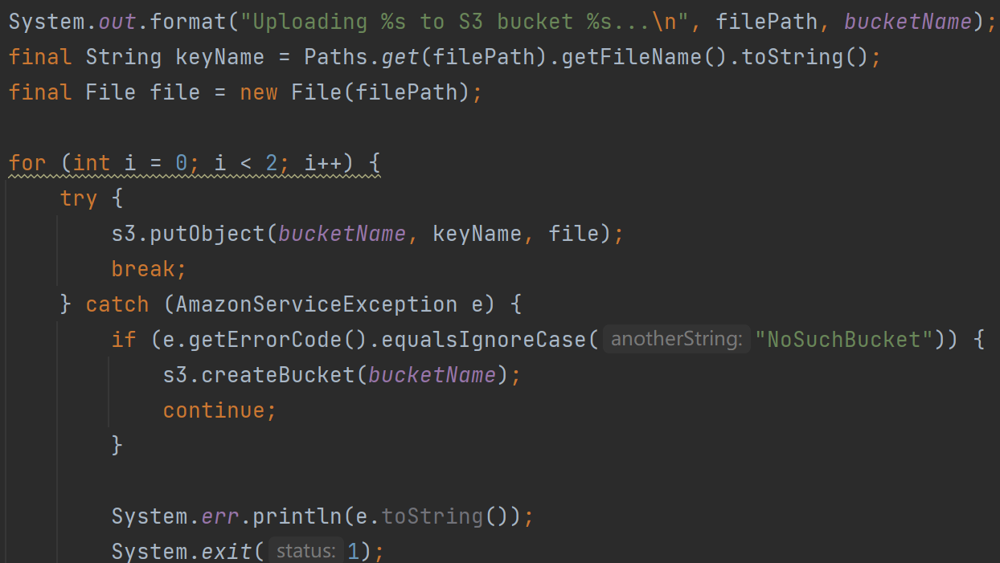 System.out.format("Uploading %s to S3 bucket %s...\n", filePath, bucketName);
final String keyName = Paths.get(filePath).getFileName().toString();
final File file = new File(filePath);
for (int i = 0; i < 2; i++) {
try {
s3.putObject(bucketName, keyName, file);
break;
} catch (AmazonServiceException e) {
if (e.getErrorCode().equalsIgnoreCase( anotherString: "NoSuchBucket")) {
s3.createBucket(bucketName);
continue;
}
System.err.println(e.toString());
System.exit( status: 1);